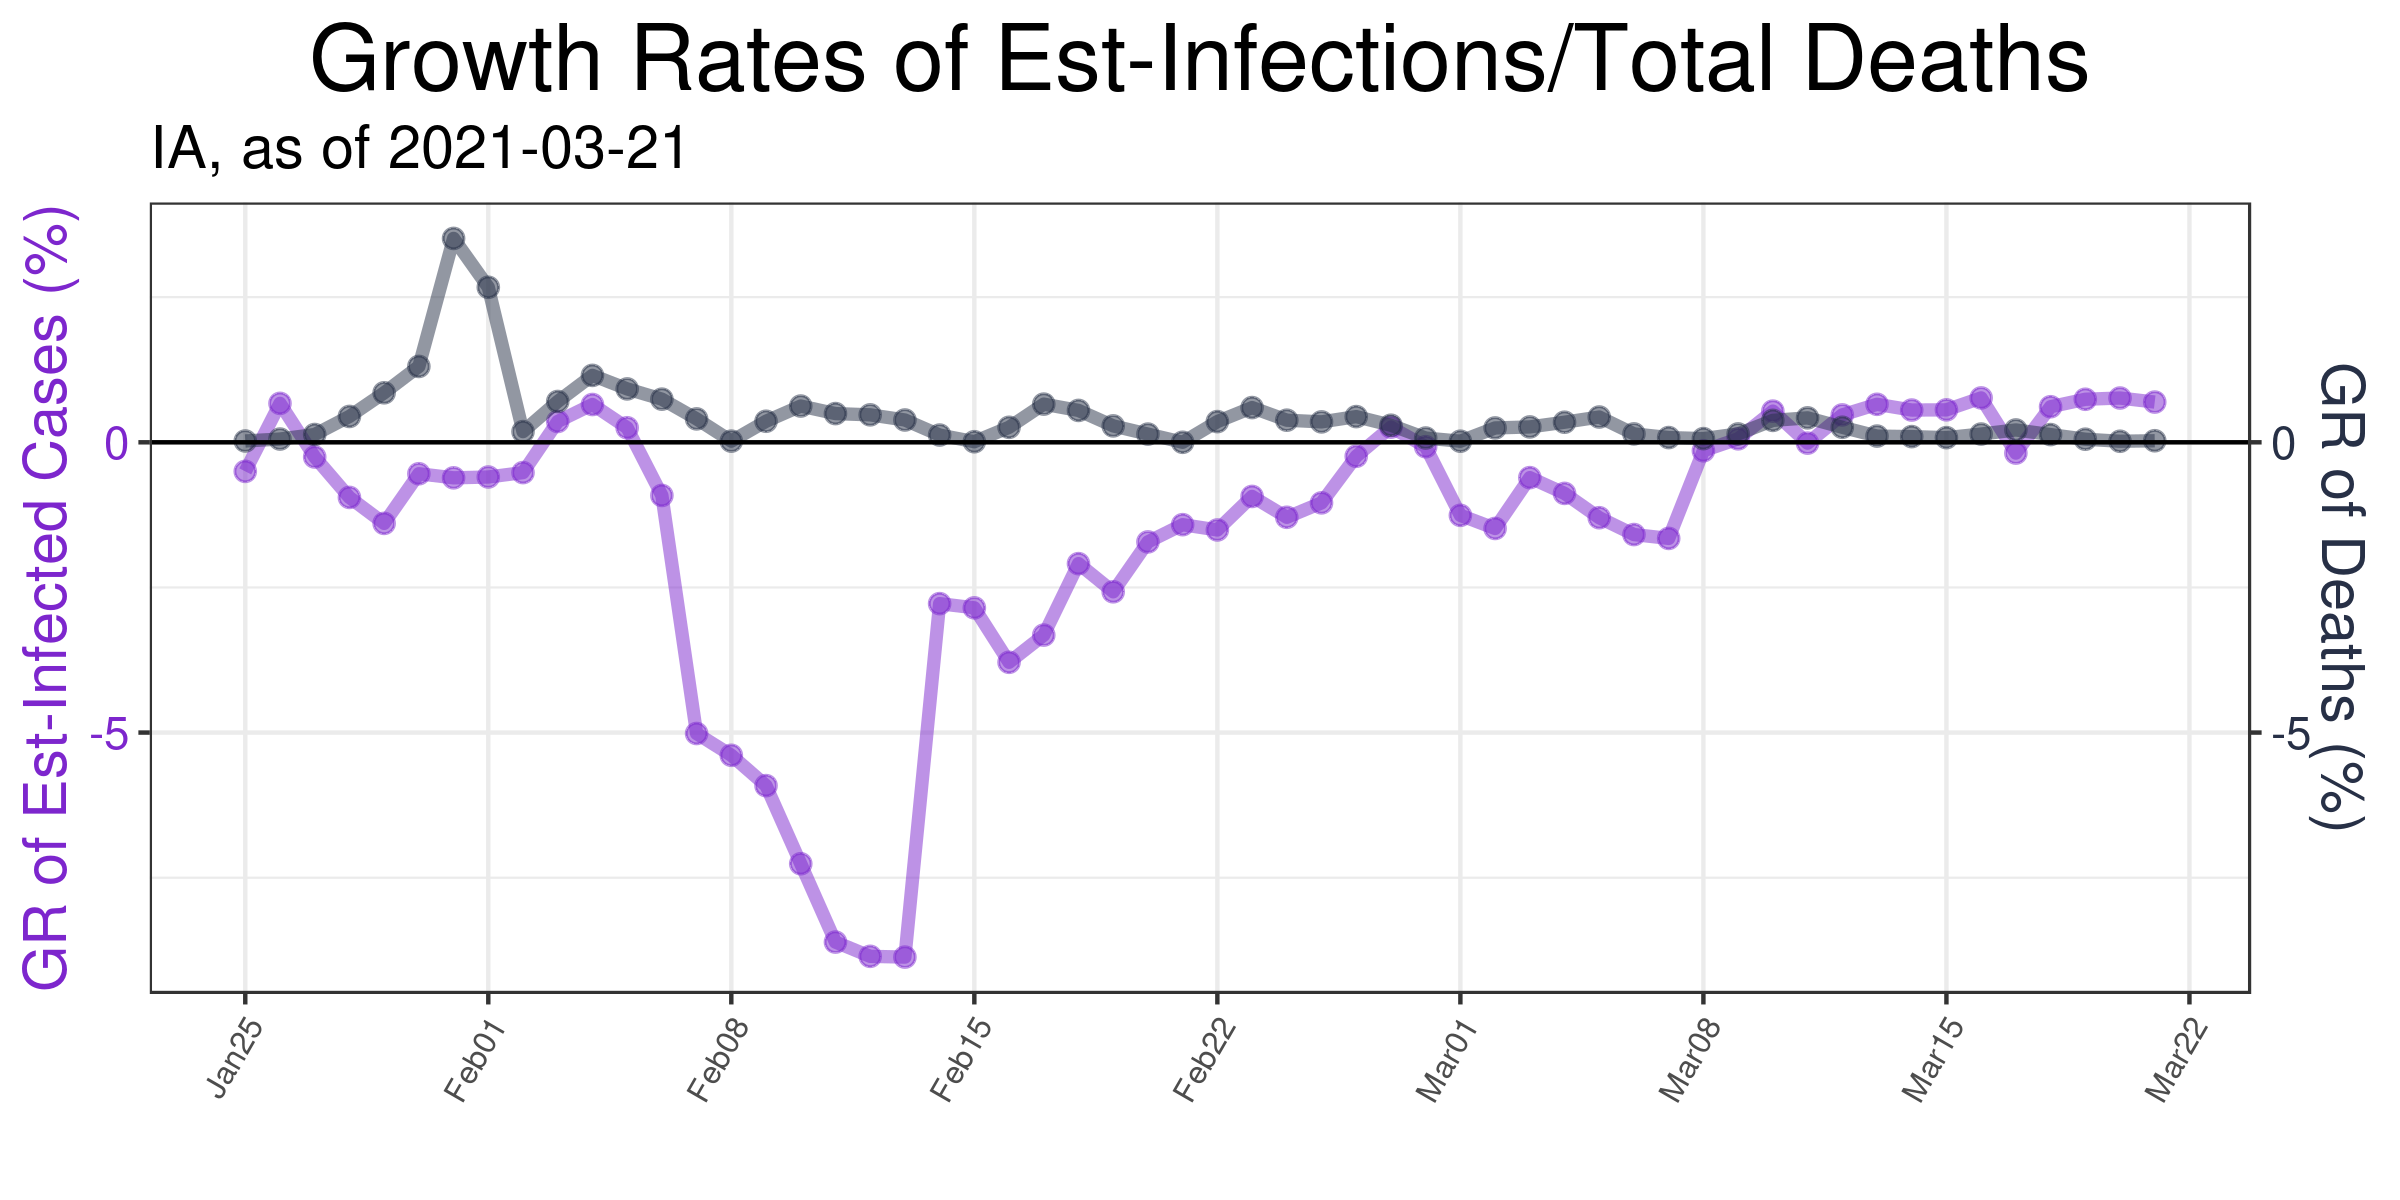 Growth Rates of Est-Infections/Total Deaths
IA, as of 2021-03-21
GR of Est-Infected Cases (%)
0
-5
0
-5
GR of Deaths (%)
Jan25
Feb01
Feb08
Feb15
Feb22
Mar01
Mar08
Mar15
Mar22